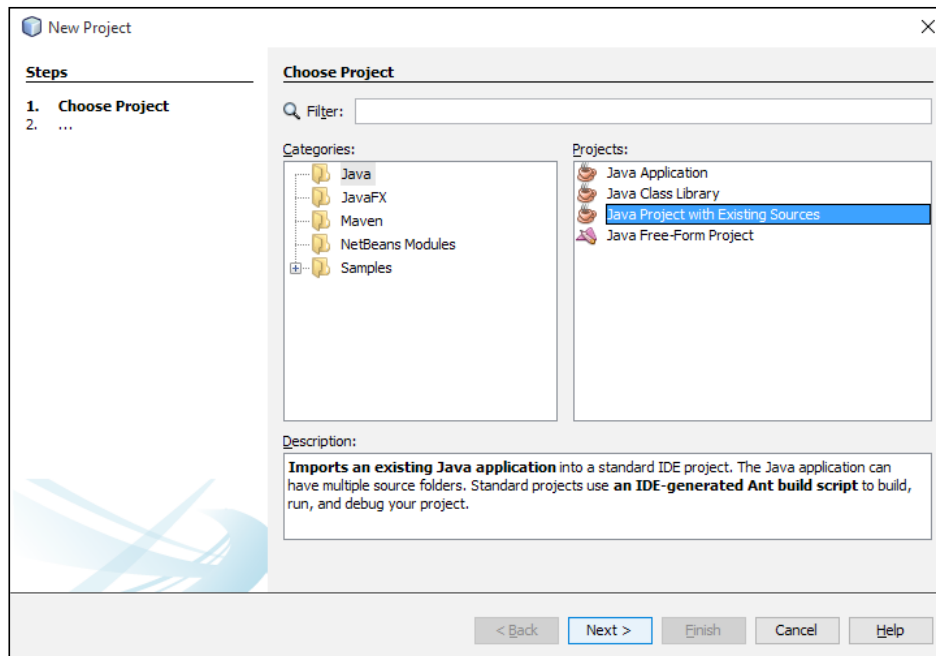 New Project
Steps
1. Choose Project
2. ...
Choose Project
Filter:
Categories:
Java
JavaFX
Maven
NetBeans Modules
Samples
Projects:
Java Application
Java Class Library
Java Project with Existing Sources
Java Free-Form Project
Description:
Imports an existing Java application into a standard IDE project. The Java application can
have multiple source folders. Standard projects use an IDE-generated Ant build script to build,
run, and debug your project.
< Back Next > Finish Cancel Help